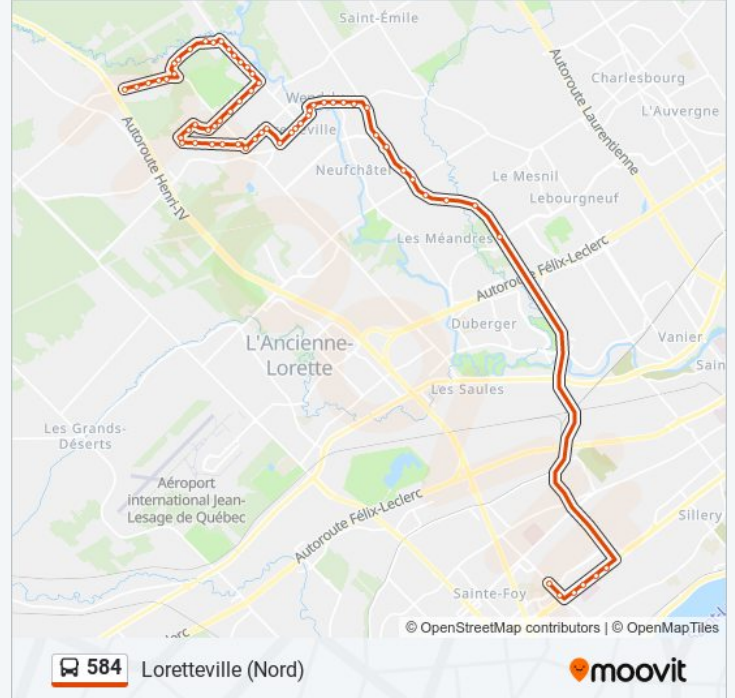 Saint-Émile
Charlesbourg
L'Auvergne
Autoroute Laurentienne
Autoroute Henri-IV
Neufchâtel
Le Mesnil
Lebourgneuf
Les Méandres
Autoroute Félix-Leclerc
Duberger
Vanier
L'Ancienne-
Lorette
Les Saules
Les Grands-
Déserts
Aéroport
international Jean-
Lesage de Québec
Autoroute Félix-Leclerc
Sillery
Sainte-Foy
© OpenStreetMap contributors | © OpenMapTiles
584 Loretteville (Nord)
moovit